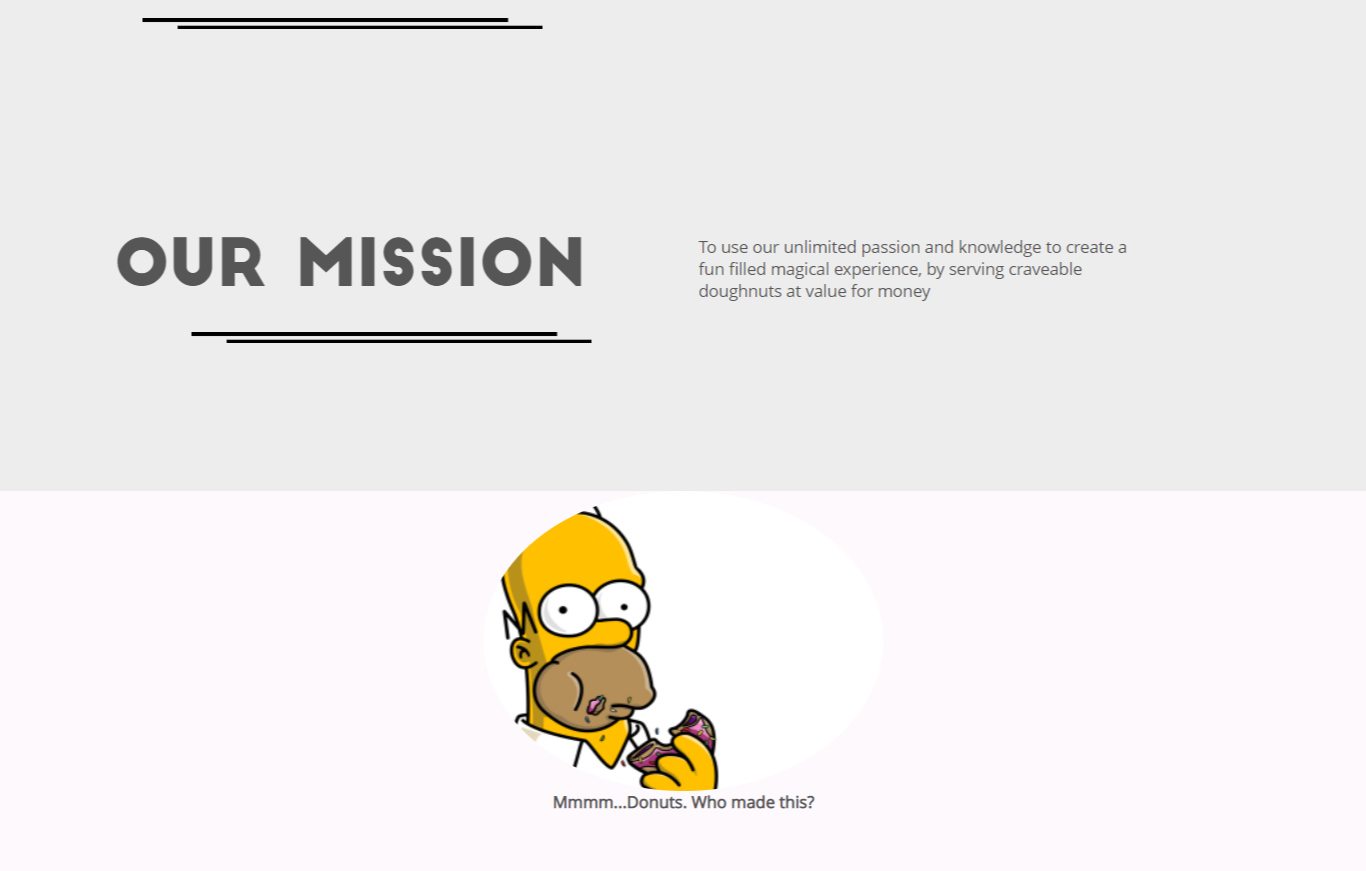 OUR MISSION
To use our unlimited passion and knowledge to create a
fun filled magical experience, by serving craveable
doughnuts at value for money
Mmmm...Donuts. Who made this?